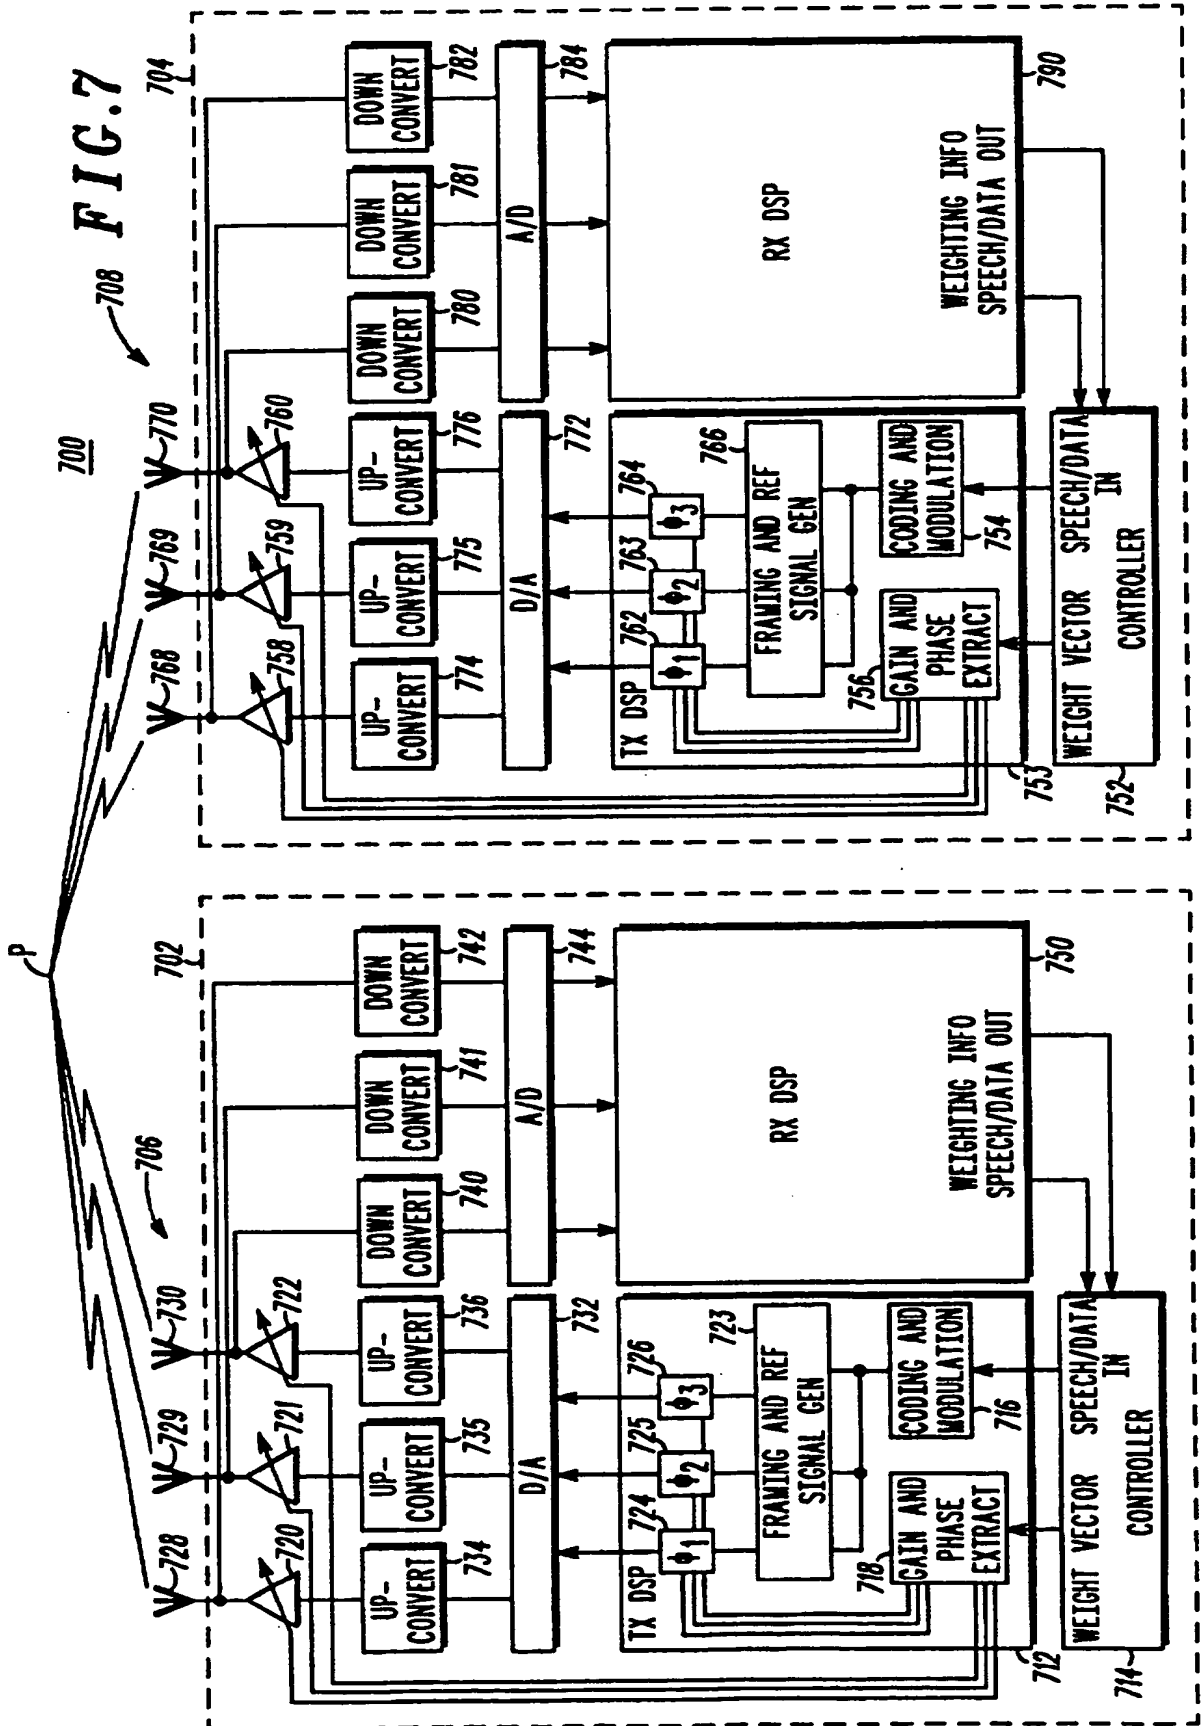 FIG.7
700
P
702
706
728
729
730
720
721
722
UP-
CONVERT
734
UP-
CONVERT
735
UP-
CONVERT
736
DOWN
CONVERT
740
DOWN
CONVERT
741
DOWN
CONVERT
742
D/A
732
A/D
744
TX DSP
ϕ1
724
ϕ2
725
ϕ3
726
FRAMING AND REF
SIGNAL GEN
723
718
GAIN AND
PHASE
EXTRACT
CODING AND
MODULATION
716
712
RX DSP
WEIGHTING INFO
SPEECH/DATA OUT
750
WEIGHT VECTOR
SPEECH/DATA
IN
CONTROLLER
714
704
708
768
769
770
758
759
760
UP-
CONVERT
774
UP-
CONVERT
775
UP-
CONVERT
776
DOWN
CONVERT
780
DOWN
CONVERT
781
DOWN
CONVERT
782
D/A
772
A/D
784
TX DSP
ϕ1
762
ϕ2
763
ϕ3
764
FRAMING AND REF
SIGNAL GEN
766
756
GAIN AND
PHASE
EXTRACT
CODING AND
MODULATION
754
753
RX DSP
WEIGHTING INFO
SPEECH/DATA OUT
790
WEIGHT VECTOR
SPEECH/DATA
IN
CONTROLLER
752